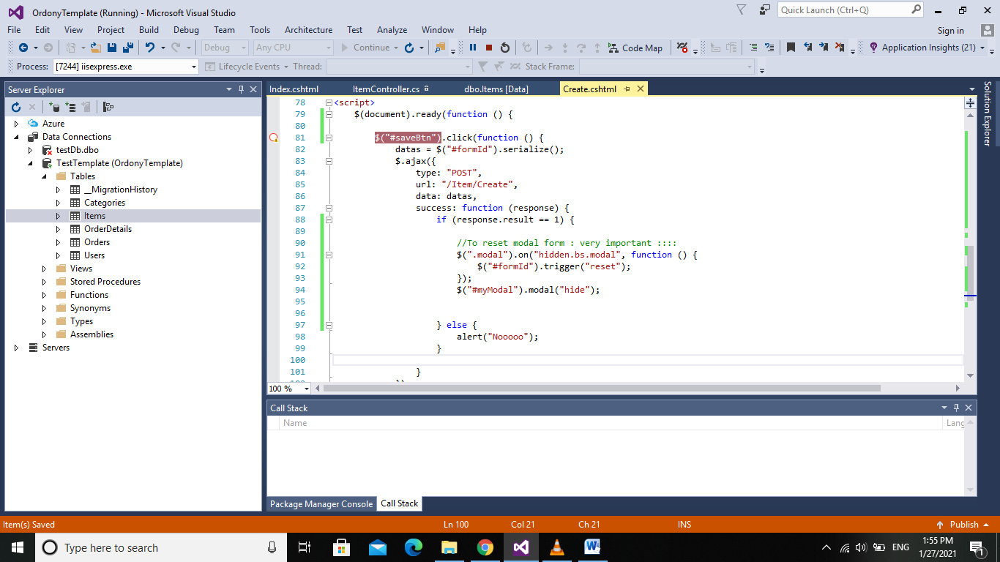 OrdonyTemplate (Running) - Microsoft Visual Studio
Quick Launch (Ctrl+Q)
File Edit View Project Build Debug Team Tools Architecture Test Analyze Window Help
Sign in
Debug Any CPU Continue Code Map Application Insights (21)
Process: [7244] iisexpress.exe Lifecycle Events Thread: Stack Frame:
Server Explorer
Azure
Data Connections
testDb.dbo
TestTemplate (OrdonyTemplate)
Tables
__MigrationHistory
Categories
Items
OrderDetails
Orders
Users
Views
Stored Procedures
Functions
Synonyms
Types
Assemblies
Servers
Index.cshtml ItemController.cs dbo.Items [Data] Create.cshtml
78 <script>
79 $(document).ready(function () {
80
81 $("#saveBtn").click(function () {
82 datas = $("#formId").serialize();
83 $.ajax({
84 type: "POST",
85 url: "/Item/Create",
86 data: datas,
87 success: function (response) {
88 if (response.result == 1) {
89
90 //To reset modal form : very important ::::
91 $(".modal").on("hidden.bs.modal", function () {
92 $("#formId").trigger("reset");
93 });
94 $("#myModal").modal("hide");
95
96
97 } else {
98 alert("Nooooo");
99 }
100
101 }
100 %
Solution Explorer
Call Stack
Name Lang
Package Manager Console Call Stack
Item(s) Saved Ln 100 Col 21 Ch 21 INS Publish
Type here to search
ENG
1:55 PM
1/27/2021
1